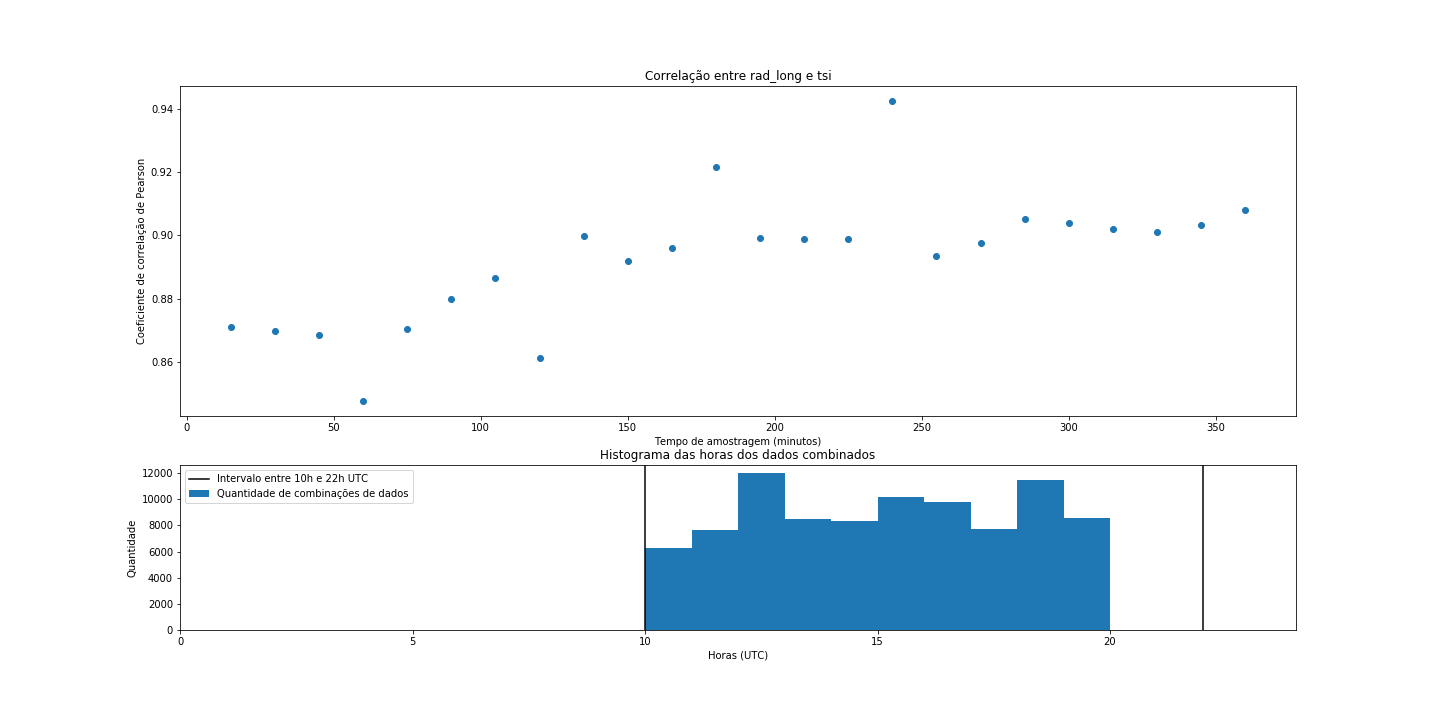 Correlação entre rad_long e tsi
Coeficiente de correlação de Pearson
0.94
0.92
0.90
0.88
0.86
0 50 100 150 200 250 300 350
Tempo de amostragem (minutos)
Histograma das horas dos dados combinados
Quantidade
12000
10000
8000
6000
4000
2000
0
Intervalo entre 10h e 22h UTC
Quantidade de combinações de dados
0 5 10 15 20
Horas (UTC)